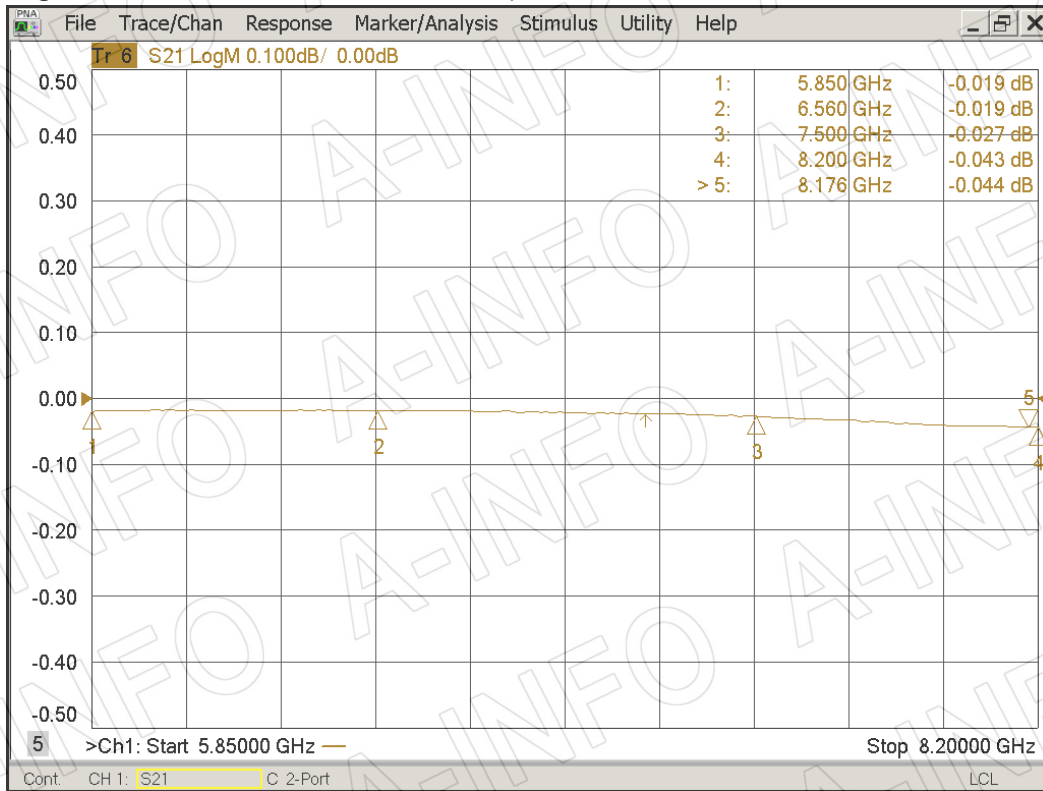 PNA File Trace/Chan Response Marker/Analysis Stimulus Utility Help
Tr 6 S21 LogM 0.100dB/ 0.00dB
0.50
0.40
0.30
0.20
0.10
0.00
-0.10
-0.20
-0.30
-0.40
-0.50
1: 5.850 GHz -0.019 dB
2: 6.560 GHz -0.019 dB
3: 7.500 GHz -0.027 dB
4: 8.200 GHz -0.043 dB
> 5: 8.176 GHz -0.044 dB
1
2
3
5
4
5 >Ch1: Start 5.85000 GHz — Stop 8.20000 GHz
Cont. CH 1: S21 C 2-Port LCL
A-INFO A-INFO A-INFO